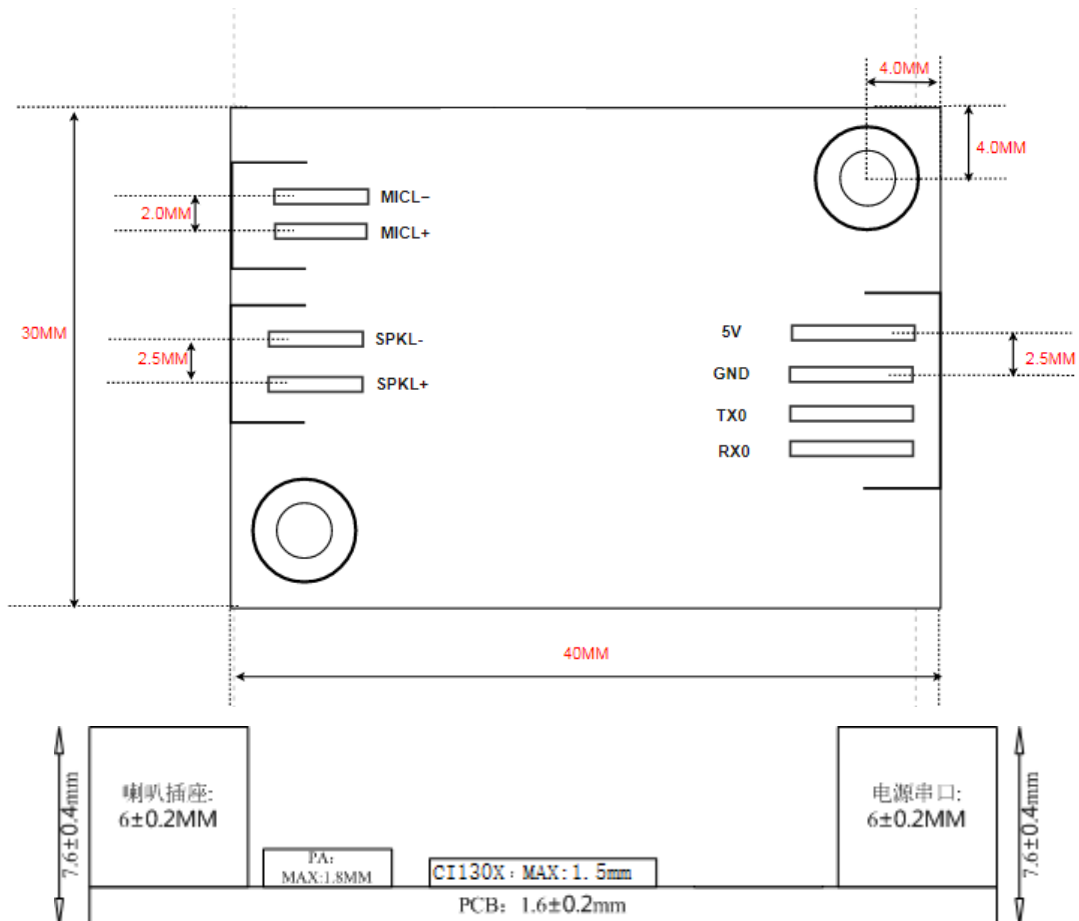 4.0MM
4.0MM
MICL-
2.0MM
MICL+
30MM
SPKL-
2.5MM
SPKL+
5V
GND
2.5MM
TX0
RX0
40MM
7.6±0.4mm
喇叭插座:
6±0.2MM
PA:
MAX:1.8MM
CI130X: MAX:1.5mm
电源串口:
6±0.2MM
7.6±0.4mm
PCB: 1.6±0.2mm